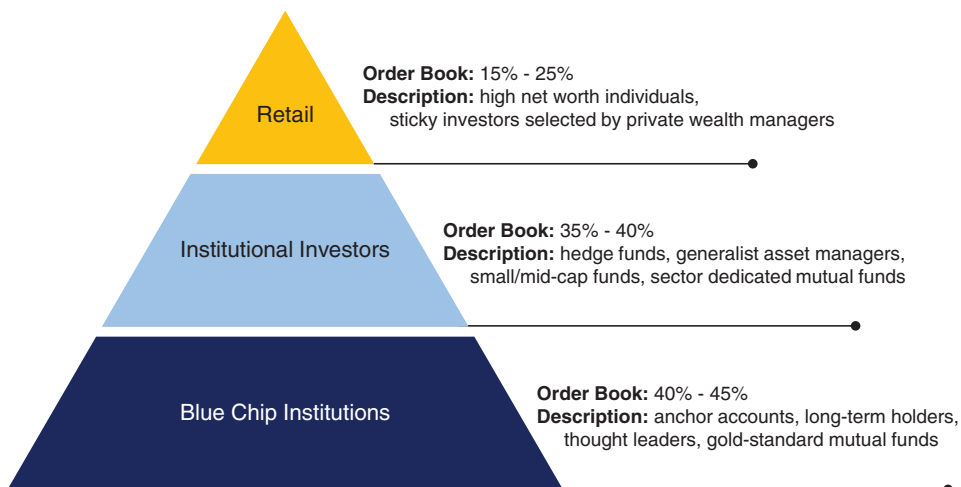 Retail
Order Book: 15% - 25%
Description: high net worth individuals,
sticky investors selected by private wealth managers
Institutional Investors
Order Book: 35% - 40%
Description: hedge funds, generalist asset managers,
small/mid-cap funds, sector dedicated mutual funds
Blue Chip Institutions
Order Book: 40% - 45%
Description: anchor accounts, long-term holders,
thought leaders, gold-standard mutual funds